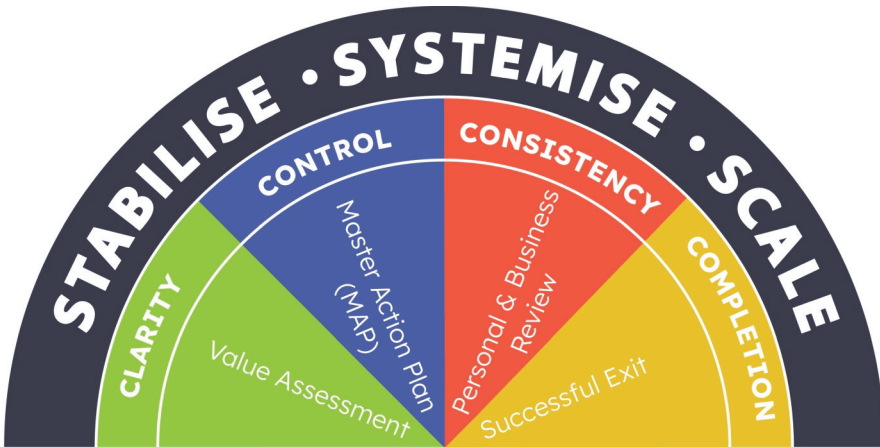 STABILISE • SYSTEMISE • SCALE
CLARITY
CONTROL
CONSISTENCY
COMPLETION
Value Assessment
Master Action Plan
(MAP)
Personal & Business
Review
Successful Exit